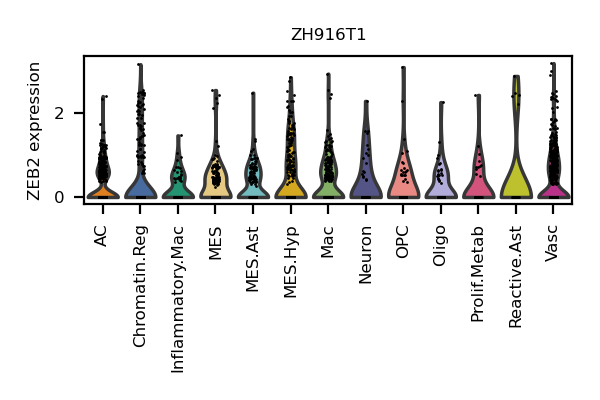 ZH916T1
ZEB2 expression
2
0
AC
Chromatin.Reg
Inflammatory.Mac
MES
MES.Ast
MES.Hyp
Mac
Neuron
OPC
Oligo
Prolif.Metab
Reactive.Ast
Vasc